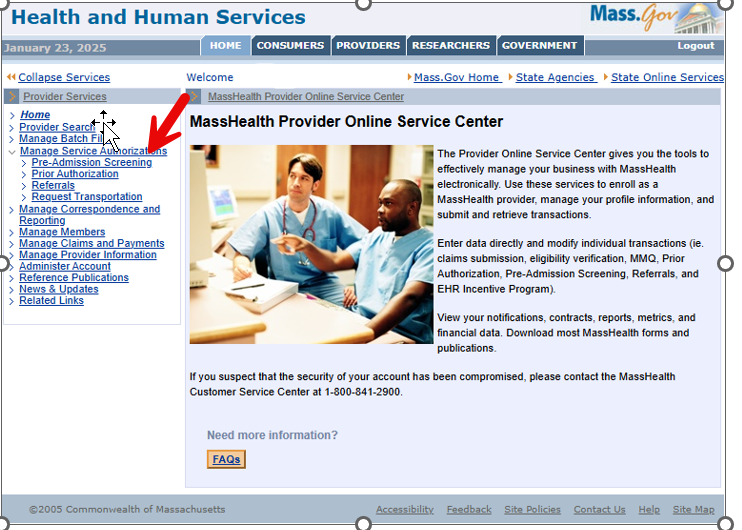 Health and Human Services
Mass.Gov
January 23, 2025
HOME CONSUMERS PROVIDERS RESEARCHERS GOVERNMENT
Logout
Collapse Services
Welcome
Mass.Gov Home State Agencies State Online Services
Provider Services
Home
Provider Search
Manage Batch Fil
Manage Service Authorizations
Pre-Admission Screening
Prior Authorization
Referrals
Request Transportation
Manage Correspondence and
Reporting
Manage Members
Manage Claims and Payments
Manage Provider Information
Administer Account
Reference Publications
News & Updates
Related Links
MassHealth Provider Online Service Center
MassHealth Provider Online Service Center
The Provider Online Service Center gives you the tools to
effectively manage your business with MassHealth
electronically. Use these services to enroll as a
MassHealth provider, manage your profile information, and
submit and retrieve transactions.
Enter data directly and modify individual transactions (ie.
claims submission, eligibility verification, MMQ, Prior
Authorization, Pre-Admission Screening, Referrals, and
EHR Incentive Program).
View your notifications, contracts, reports, metrics, and
financial data. Download most MassHealth forms and
publications.
If you suspect that the security of your account has been compromised, please contact the MassHealth
Customer Service Center at 1-800-841-2900.
Need more information?
FAQs
©2005 Commonwealth of Massachusetts
Accessibility Feedback Site Policies Contact Us Help Site Map